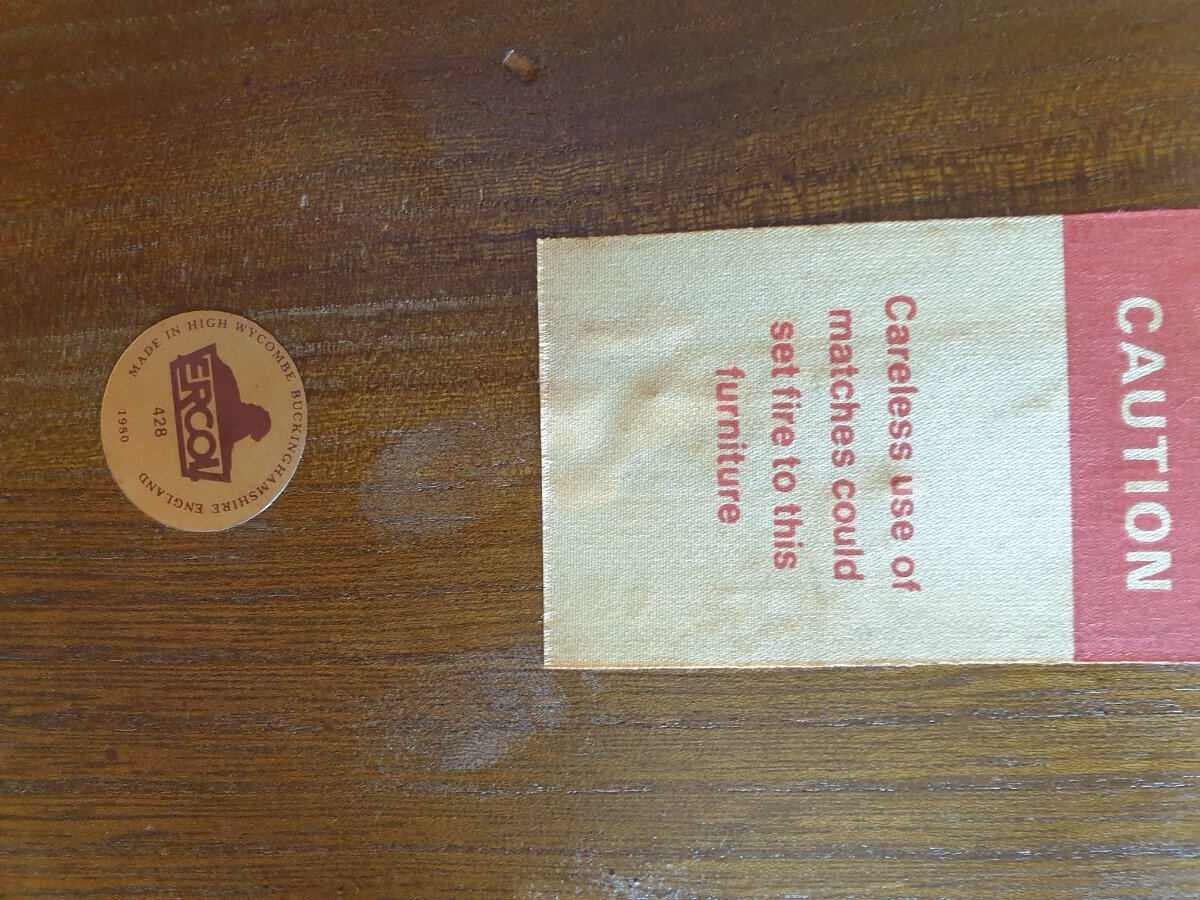 MADE IN HIGH WYCOMBE BUCKINGHAMSHIRE ENGLAND
ERCOL
428
1980
CAUTION
Careless use of
matches could
set fire to this
furniture